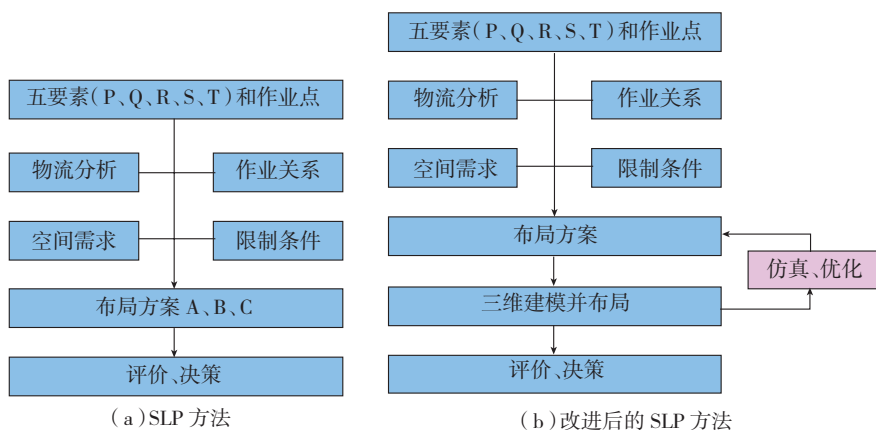 五要素(P、Q、R、S、T)和作业点
物流分析
作业关系
空间需求
限制条件
布局方案 A、B、C
评价、决策
(a)SLP 方法
五要素(P、Q、R、S、T)和作业点
物流分析
作业关系
空间需求
限制条件
布局方案
仿真、优化
三维建模并布局
评价、决策
(b)改进后的 SLP 方法